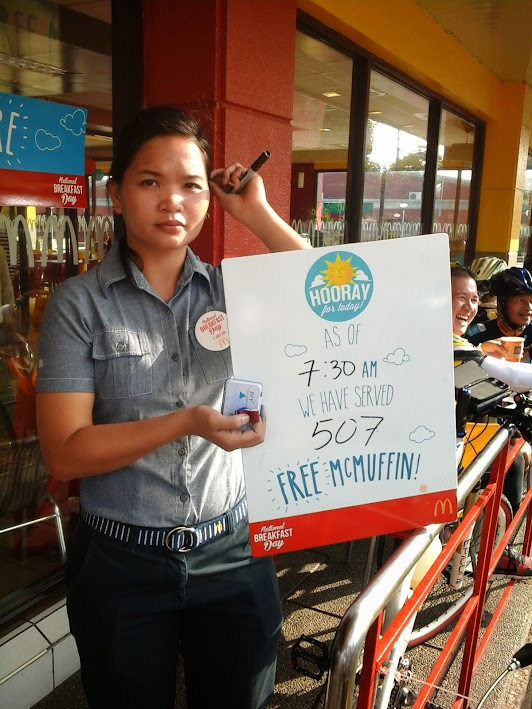 RE
National
BREAKFAST
Day
National
BREAKFAST
Day
HOORAY
for today!
AS OF
7:30 AM
WE HAVE SERVED
507
FREE MCMUFFIN!
National
BREAKFAST
Day